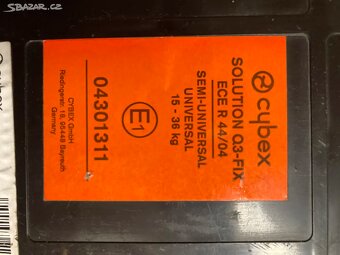 SBAZAR.CZ
cybex
SOLUTION Q3-FIX
ECE R 44/04
SEMI-UNIVERSAL
UNIVERSAL
15 - 36 kg
E1
04301311
CYBEX GmbH
Riedingerstr. 18, 95448 Bayreuth
Germany
cybex